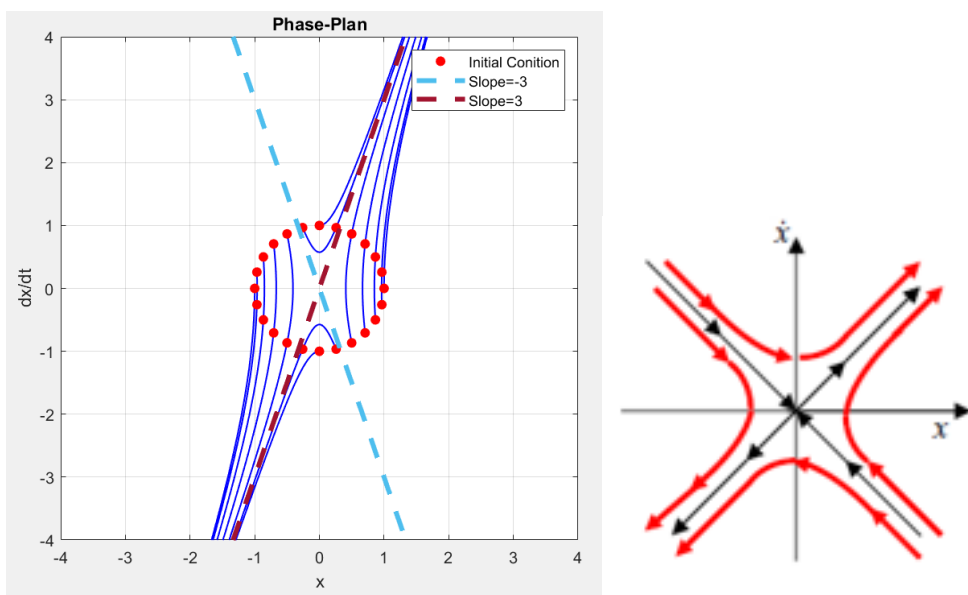 Phase-Plan
4
3
2
1
0
-1
-2
-3
-4
dx/dt
-4
-3
-2
-1
0
1
2
3
4
x
Initial Conition
Slope=-3
Slope=3
ẋ
x